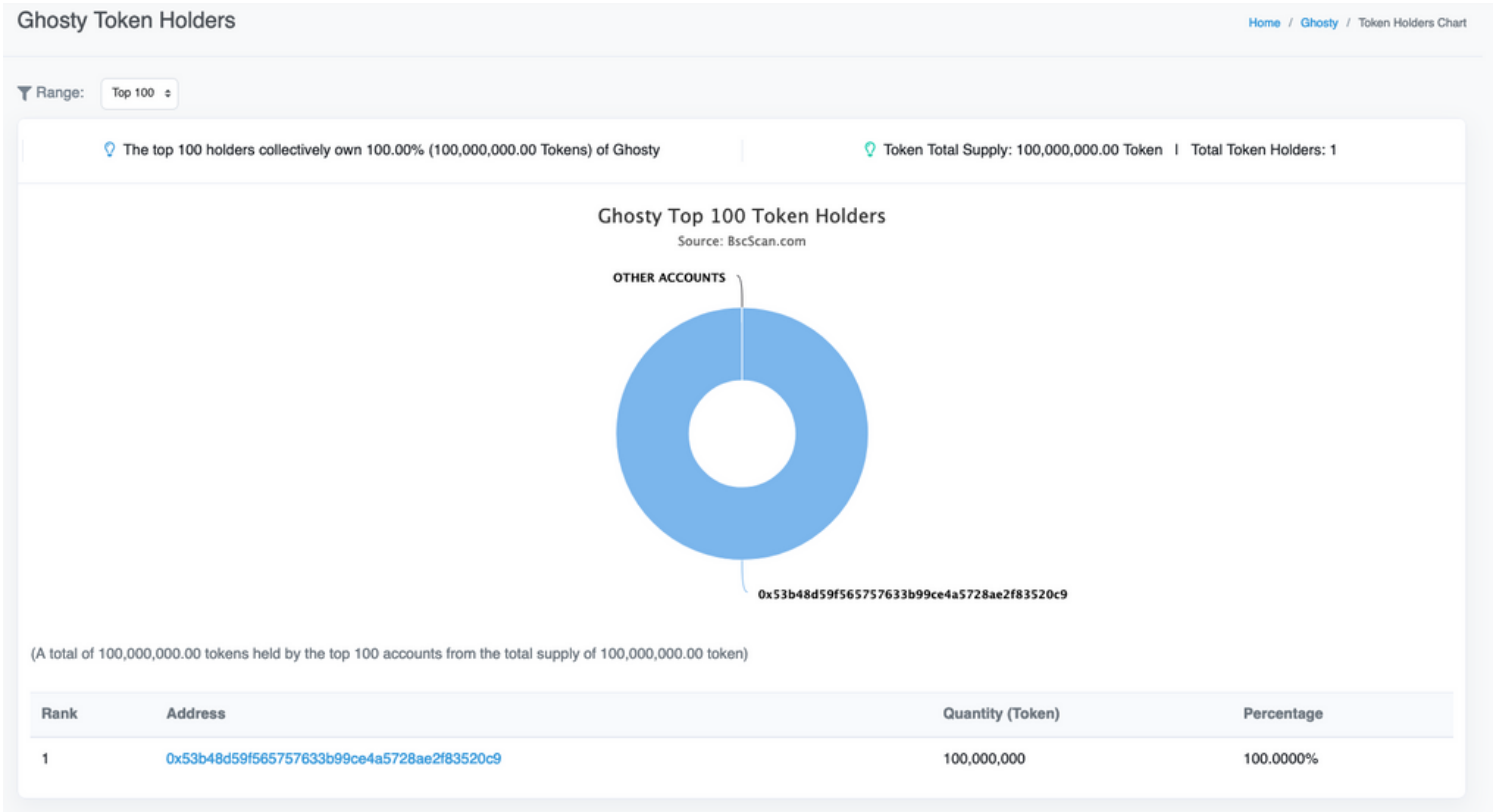 Ghosty Token Holders
Home / Ghosty / Token Holders Chart
Range: Top 100
The top 100 holders collectively own 100.00% (100,000,000.00 Tokens) of Ghosty
Token Total Supply: 100,000,000.00 Token | Total Token Holders: 1
Ghosty Top 100 Token Holders
Source: BscScan.com
OTHER ACCOUNTS
0x53b48d59f565757633b99ce4a5728ae2f83520c9
(A total of 100,000,000.00 tokens held by the top 100 accounts from the total supply of 100,000,000.00 token)
Rank Address Quantity (Token) Percentage
1 0x53b48d59f565757633b99ce4a5728ae2f83520c9 100,000,000 100.0000%